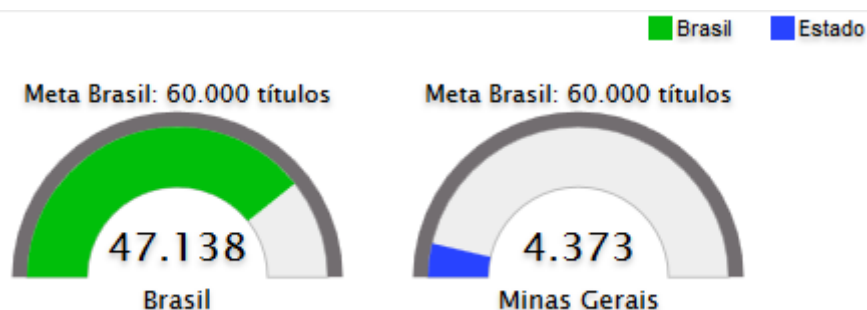 Brasil Estado
Meta Brasil: 60.000 títulos
47.138
Brasil
Meta Brasil: 60.000 títulos
4.373
Minas Gerais